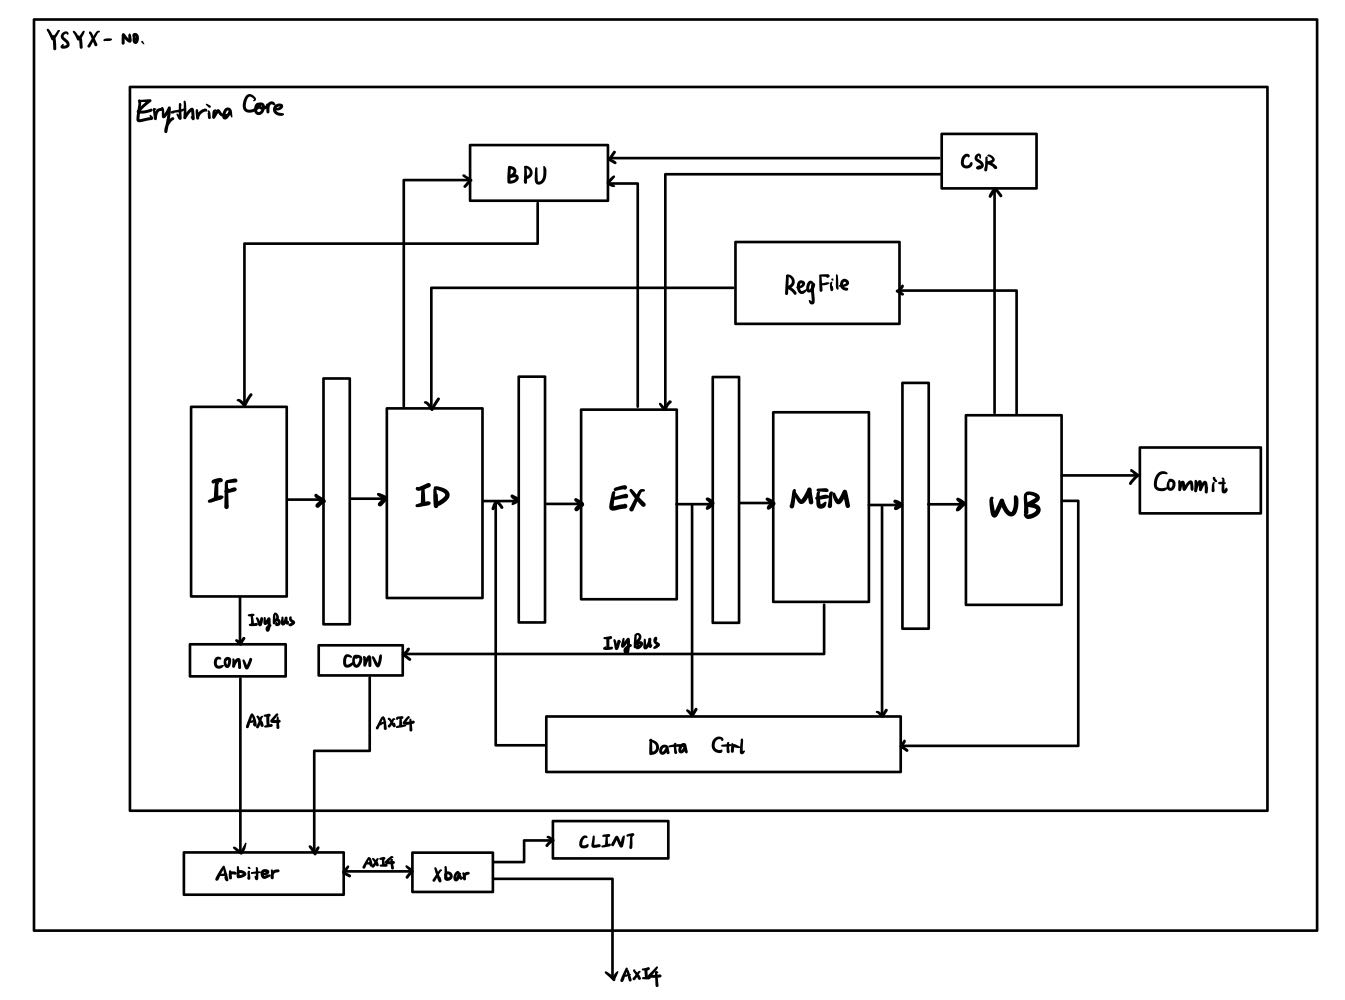 YSYX- NO.
Erythrina Core
BPU
CSR
RegFile
IF
ID
EX
MEM
WB
Commit
IvyBus
IvyBus
conv
conv
AXI4
AXI4
Data Ctrl
CLINT
Arbiter
AXI4
Xbar
AXI4